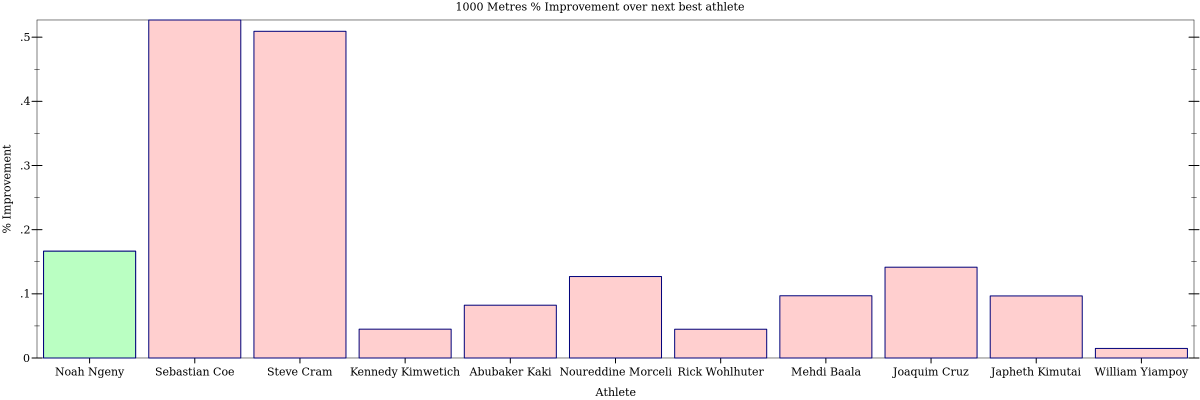 1000 Metres % Improvement over next best athlete
% Improvement
.5
.4
.3
.2
.1
0
Noah Ngeny Sebastian Coe Steve Cram Kennedy Kimwetich Abubaker Kaki Noureddine Morceli Rick Wohlhuter Mehdi Baala Joaquim Cruz Japheth Kimutai William Yiampoy
Athlete